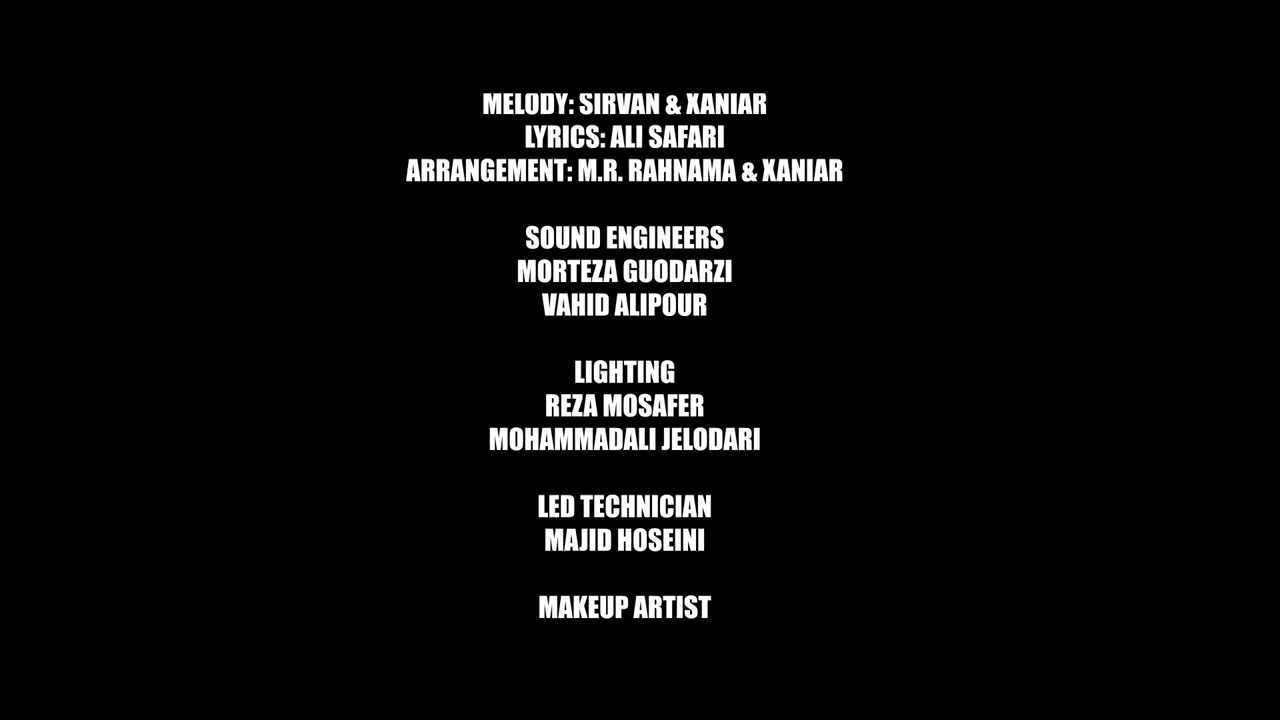 MELODY: SIRVAN & XANIAR
LYRICS: ALI SAFARI
ARRANGEMENT: M.R. RAHNAMA & XANIAR
SOUND ENGINEERS
MORTEZA GUODARZI
VAHID ALIPOUR
LIGHTING
REZA MOSAFER
MOHAMMADALI JELODARI
LED TECHNICIAN
MAJID HOSEINI
MAKEUP ARTIST